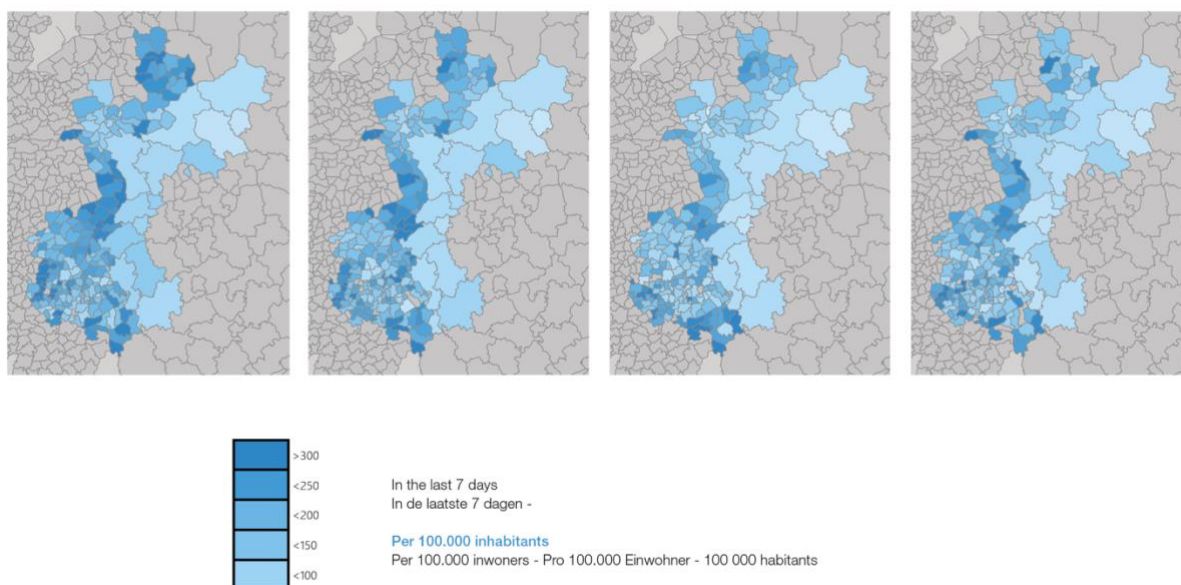 >300
<250
<200
<150
<100
In the last 7 days
In de laatste 7 dagen -
Per 100.000 inhabitants
Per 100.000 inwoners - Pro 100.000 Einwohner - 100 000 habitants